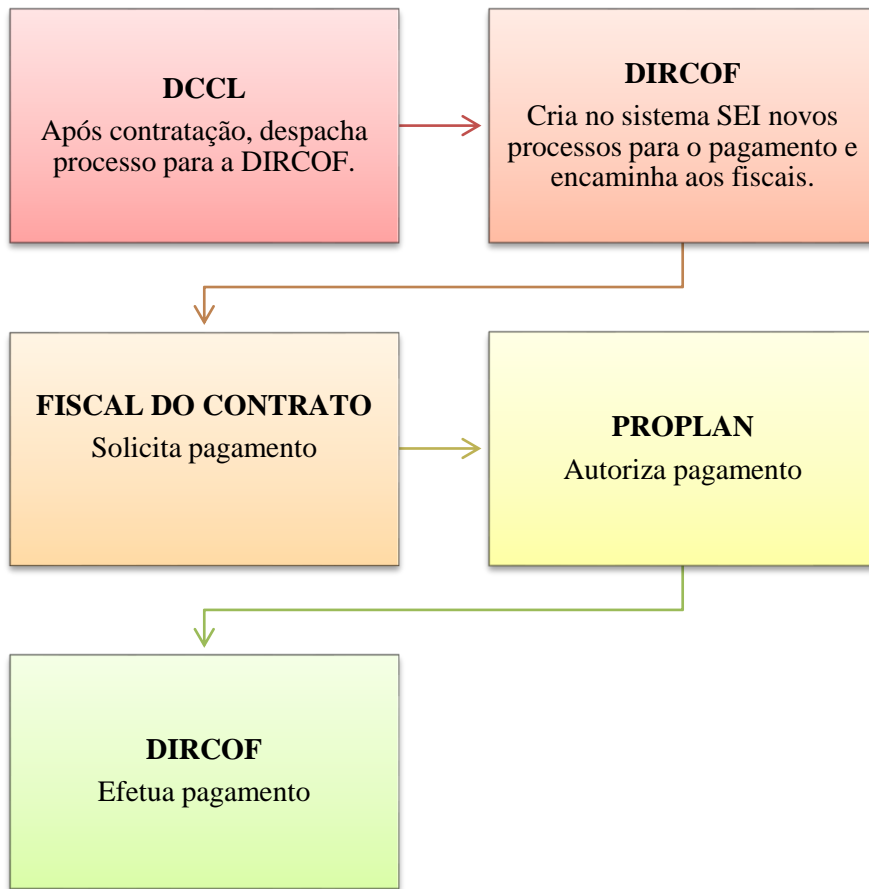 DCCL
Após contratação, despacha
processo para a DIRCOF.
DIRCOF
Cria no sistema SEI novos
processos para o pagamento e
encaminha aos fiscais.
FISCAL DO CONTRATO
Solicita pagamento
PROPLAN
Autoriza pagamento
DIRCOF
Efetua pagamento